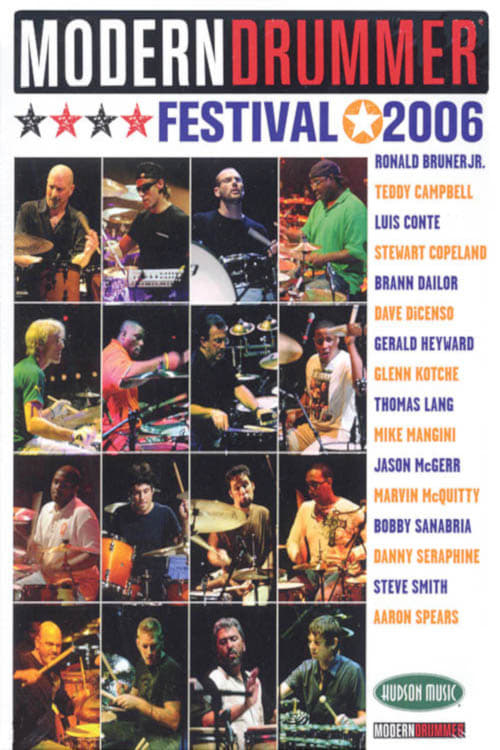 MODERNDRUMMER
FESTIVAL 2006
RONALD BRUNER JR.
TEDDY CAMPBELL
LUIS CONTE
STEWART COPELAND
BRANN DAILOR
DAVE DiCENSO
GERALD HEYWARD
GLENN KOTCHE
THOMAS LANG
MIKE MANGINI
JASON McGERR
MARVIN McQUITTY
BOBBY SANABRIA
DANNY SERAPHINE
STEVE SMITH
AARON SPEARS
HUDSON MUSIC
MODERNDRUMMER